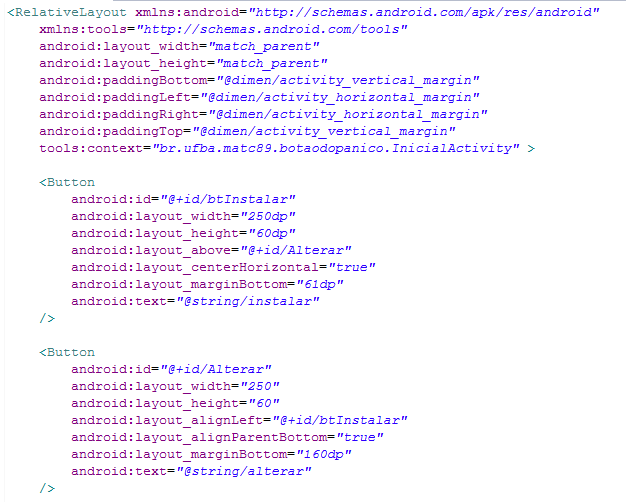 <RelativeLayout xmlns:android="http://schemas.android.com/apk/res/android"
    xmlns:tools="http://schemas.android.com/tools"
    android:layout_width="match_parent"
    android:layout_height="match_parent"
    android:paddingBottom="@dimen/activity_vertical_margin"
    android:paddingLeft="@dimen/activity_horizontal_margin"
    android:paddingRight="@dimen/activity_horizontal_margin"
    android:paddingTop="@dimen/activity_vertical_margin"
    tools:context="br.ufba.matc89.botaodopanico.InicialActivity" >
    <Button
        android:id="@+id/btInstalar"
        android:layout_width="250dp"
        android:layout_height="60dp"
        android:layout_above="@+id/Alterar"
        android:layout_centerHorizontal="true"
        android:layout_marginBottom="61dp"
        android:text="@string/instalar"
    />
    <Button
        android:id="@+id/Alterar"
        android:layout_width="250"
        android:layout_height="60"
        android:layout_alignLeft="@+id/btInstalar"
        android:layout_alignParentBottom="true"
        android:layout_marginBottom="160dp"
        android:text="@string/alterar"
    />